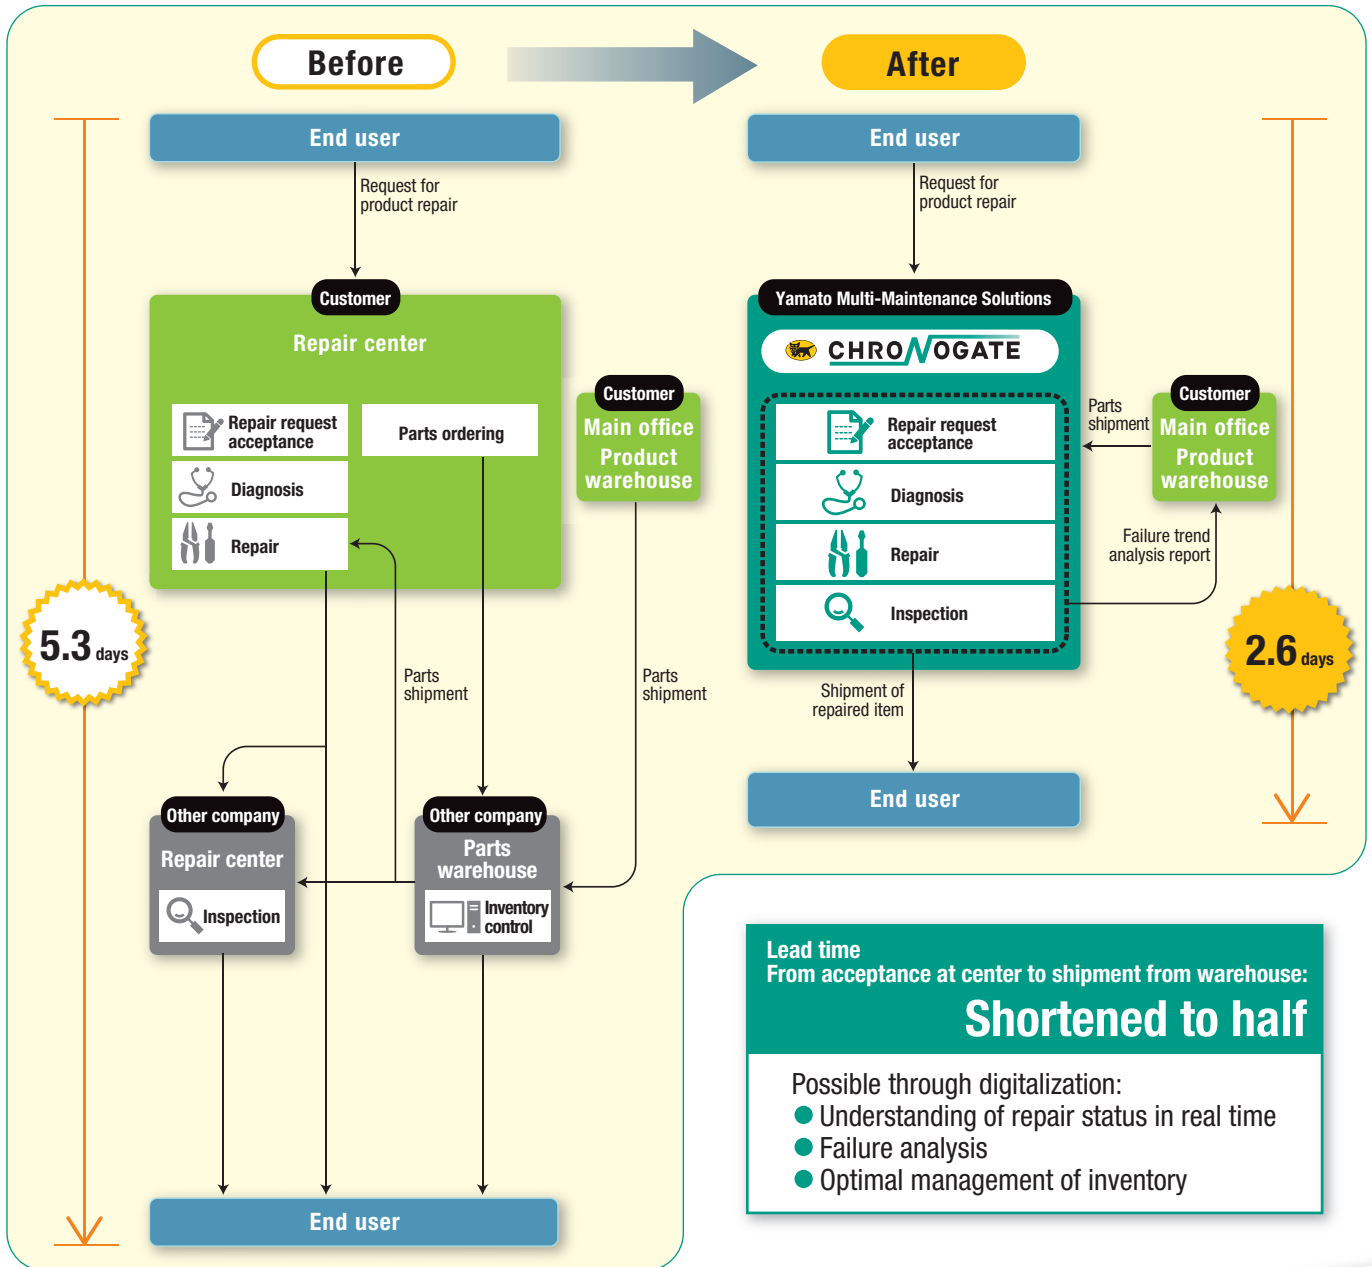 Before
After
End user
Request for
product repair
Customer
Repair center
Repair request
acceptance
Diagnosis
Repair
Parts ordering
Customer
Main office
Product
warehouse
5.3 days
Parts
shipment
Parts
shipment
Other company
Repair center
Inspection
Other company
Parts
warehouse
Inventory
control
End user
End user
Request for
product repair
Yamato Multi-Maintenance Solutions
CHRONOGATE
Repair request
acceptance
Diagnosis
Repair
Inspection
Parts
shipment
Customer
Main office
Product
warehouse
Failure trend
analysis report
Shipment of
repaired item
End user
2.6 days
Lead time
From acceptance at center to shipment from warehouse:
Shortened to half
Possible through digitalization:
● Understanding of repair status in real time
● Failure analysis
● Optimal management of inventory